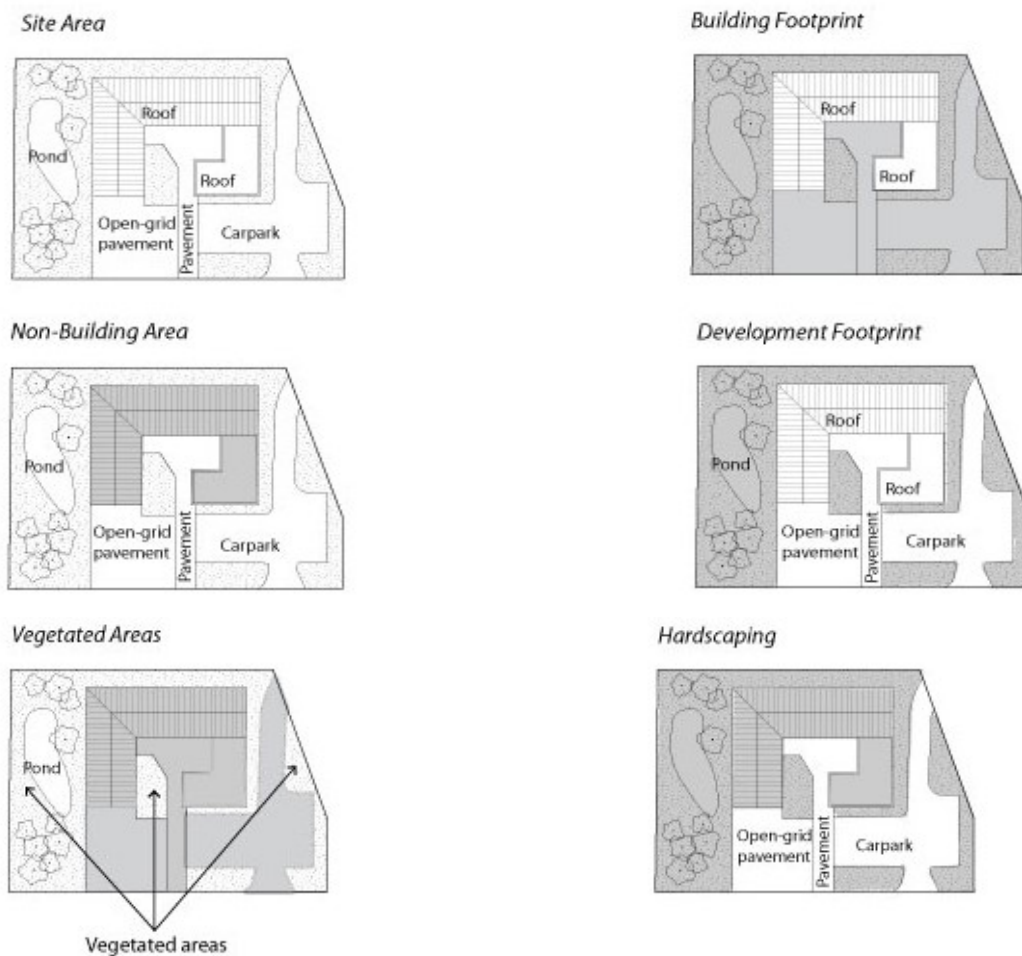 Site Area
Roof
Pond
Roof
Open-grid
pavement
Pavement
Carpark
Building Footprint
Roof
Roof
Non-Building Area
Pond
Open-grid
pavement
Pavement
Carpark
Development Footprint
Roof
Pond
Roof
Open-grid
pavement
Pavement
Carpark
Vegetated Areas
Pond
Vegetated areas
Hardscaping
Open-grid
pavement
Pavement
Carpark